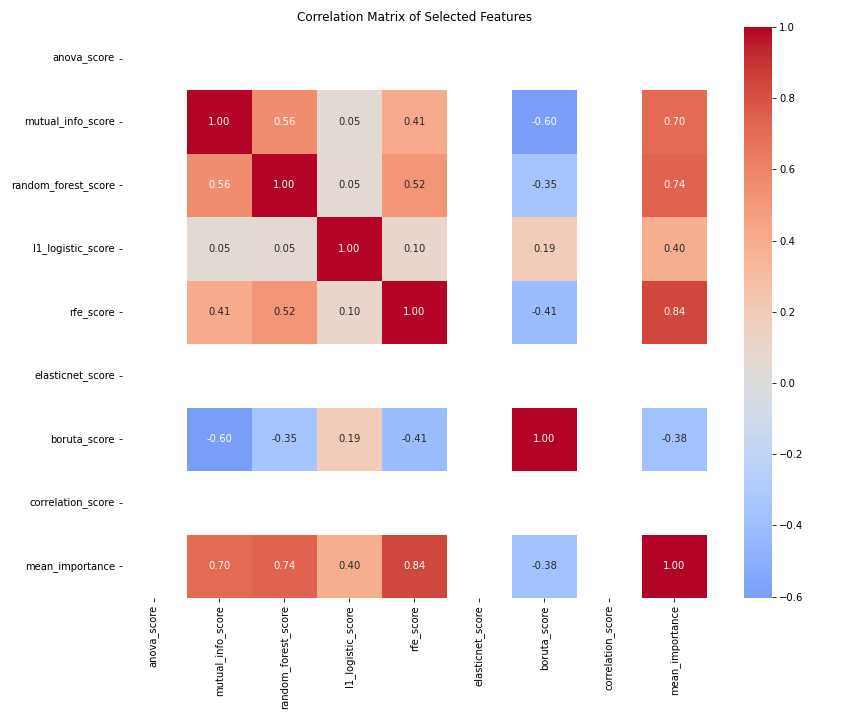 Correlation Matrix of Selected Features
anova_score
mutual_info_score 1.00 0.56 0.05 0.41 -0.60 0.70
random_forest_score 0.56 1.00 0.05 0.52 -0.35 0.74
l1_logistic_score 0.05 0.05 1.00 0.10 0.19 0.40
rfe_score 0.41 0.52 0.10 1.00 -0.41 0.84
elasticnet_score
boruta_score -0.60 -0.35 0.19 -0.41 1.00 -0.38
correlation_score
mean_importance 0.70 0.74 0.40 0.84 -0.38 1.00
anova_score
mutual_info_score
random_forest_score
l1_logistic_score
rfe_score
elasticnet_score
boruta_score
correlation_score
mean_importance
1.0
0.8
0.6
0.4
0.2
0.0
−0.2
−0.4
−0.6